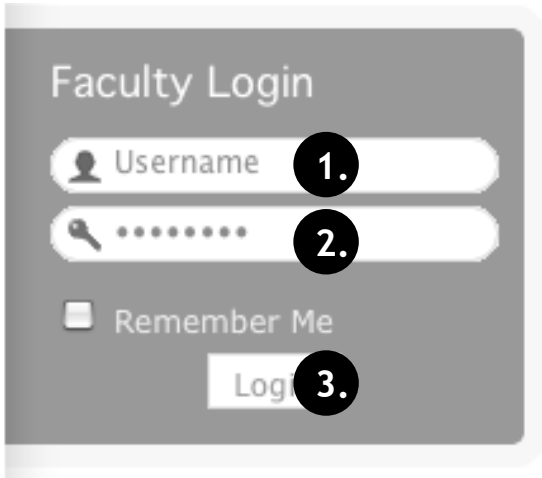 Faculty Login
Username 1.
•••••••• 2.
Remember Me
Logi 3.